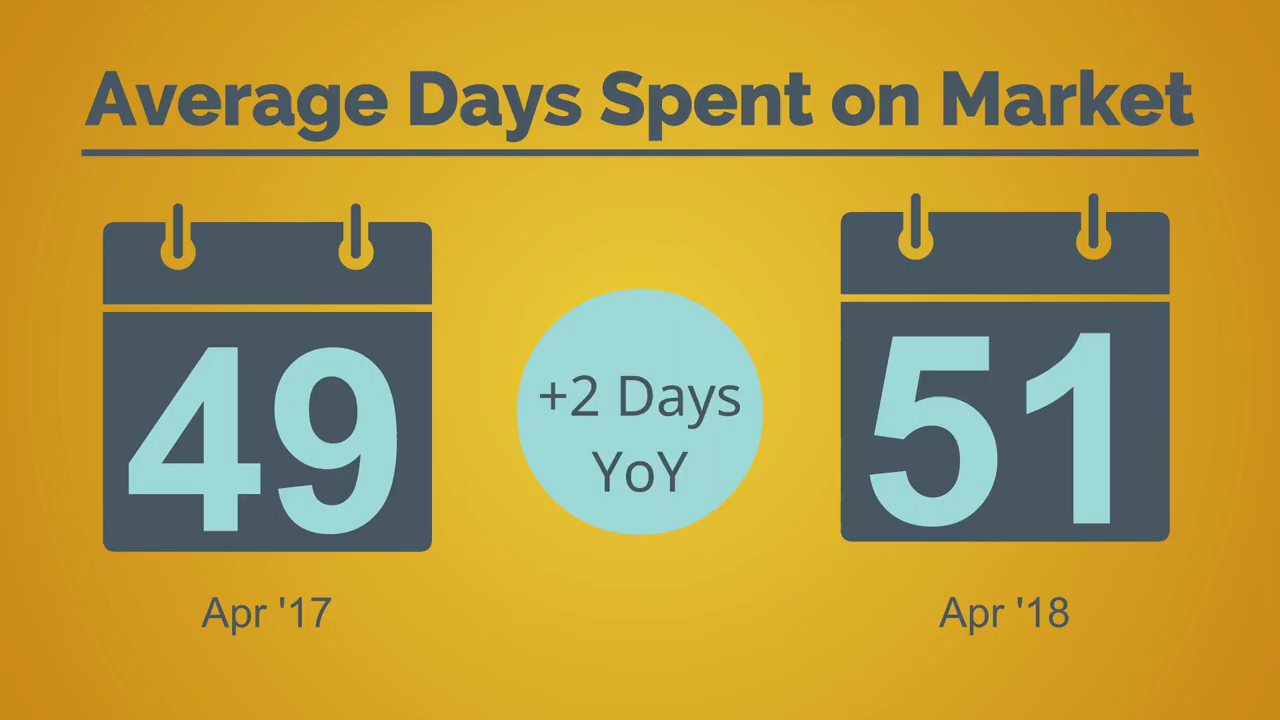 Average Days Spent on Market
49
+2 Days
YoY
51
Apr '17
Apr '18